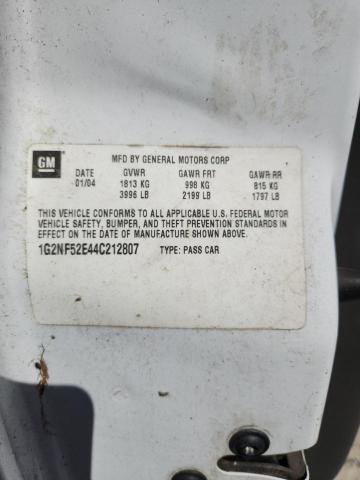 GM
MFD BY GENERAL MOTORS CORP
DATE GVWR GAWR FRT GAWR RR
01/04 1813 KG 998 KG 815 KG
3996 LB 2199 LB 1797 LB
THIS VEHICLE CONFORMS TO ALL APPLICABLE U.S. FEDERAL MOTOR
VEHICLE SAFETY, BUMPER, AND THEFT PREVENTION STANDARDS IN
EFFECT ON THE DATE OF MANUFACTURE SHOWN ABOVE.
1G2NF52E44C212807 TYPE: PASS CAR